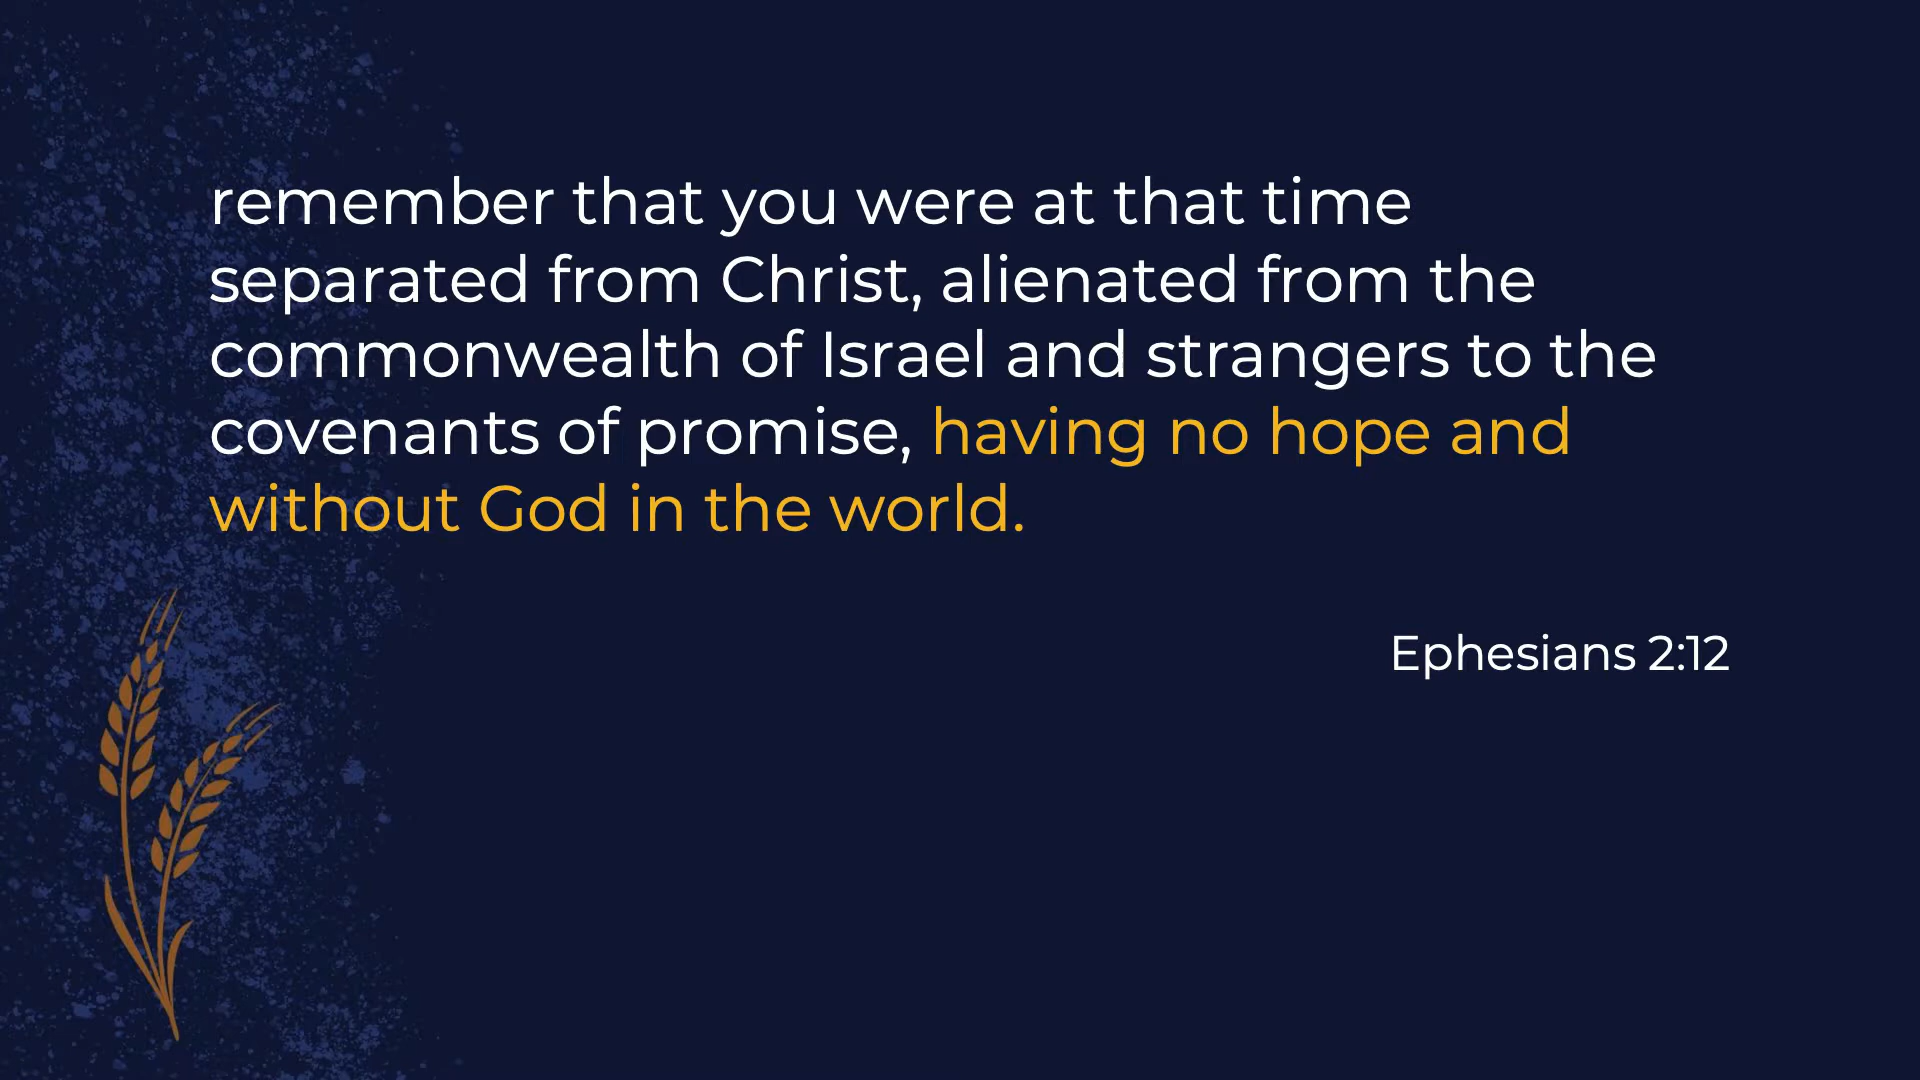 remember that you were at that time
separated from Christ, alienated from the
commonwealth of Israel and strangers to the
covenants of promise, having no hope and
without God in the world.
Ephesians 2:12